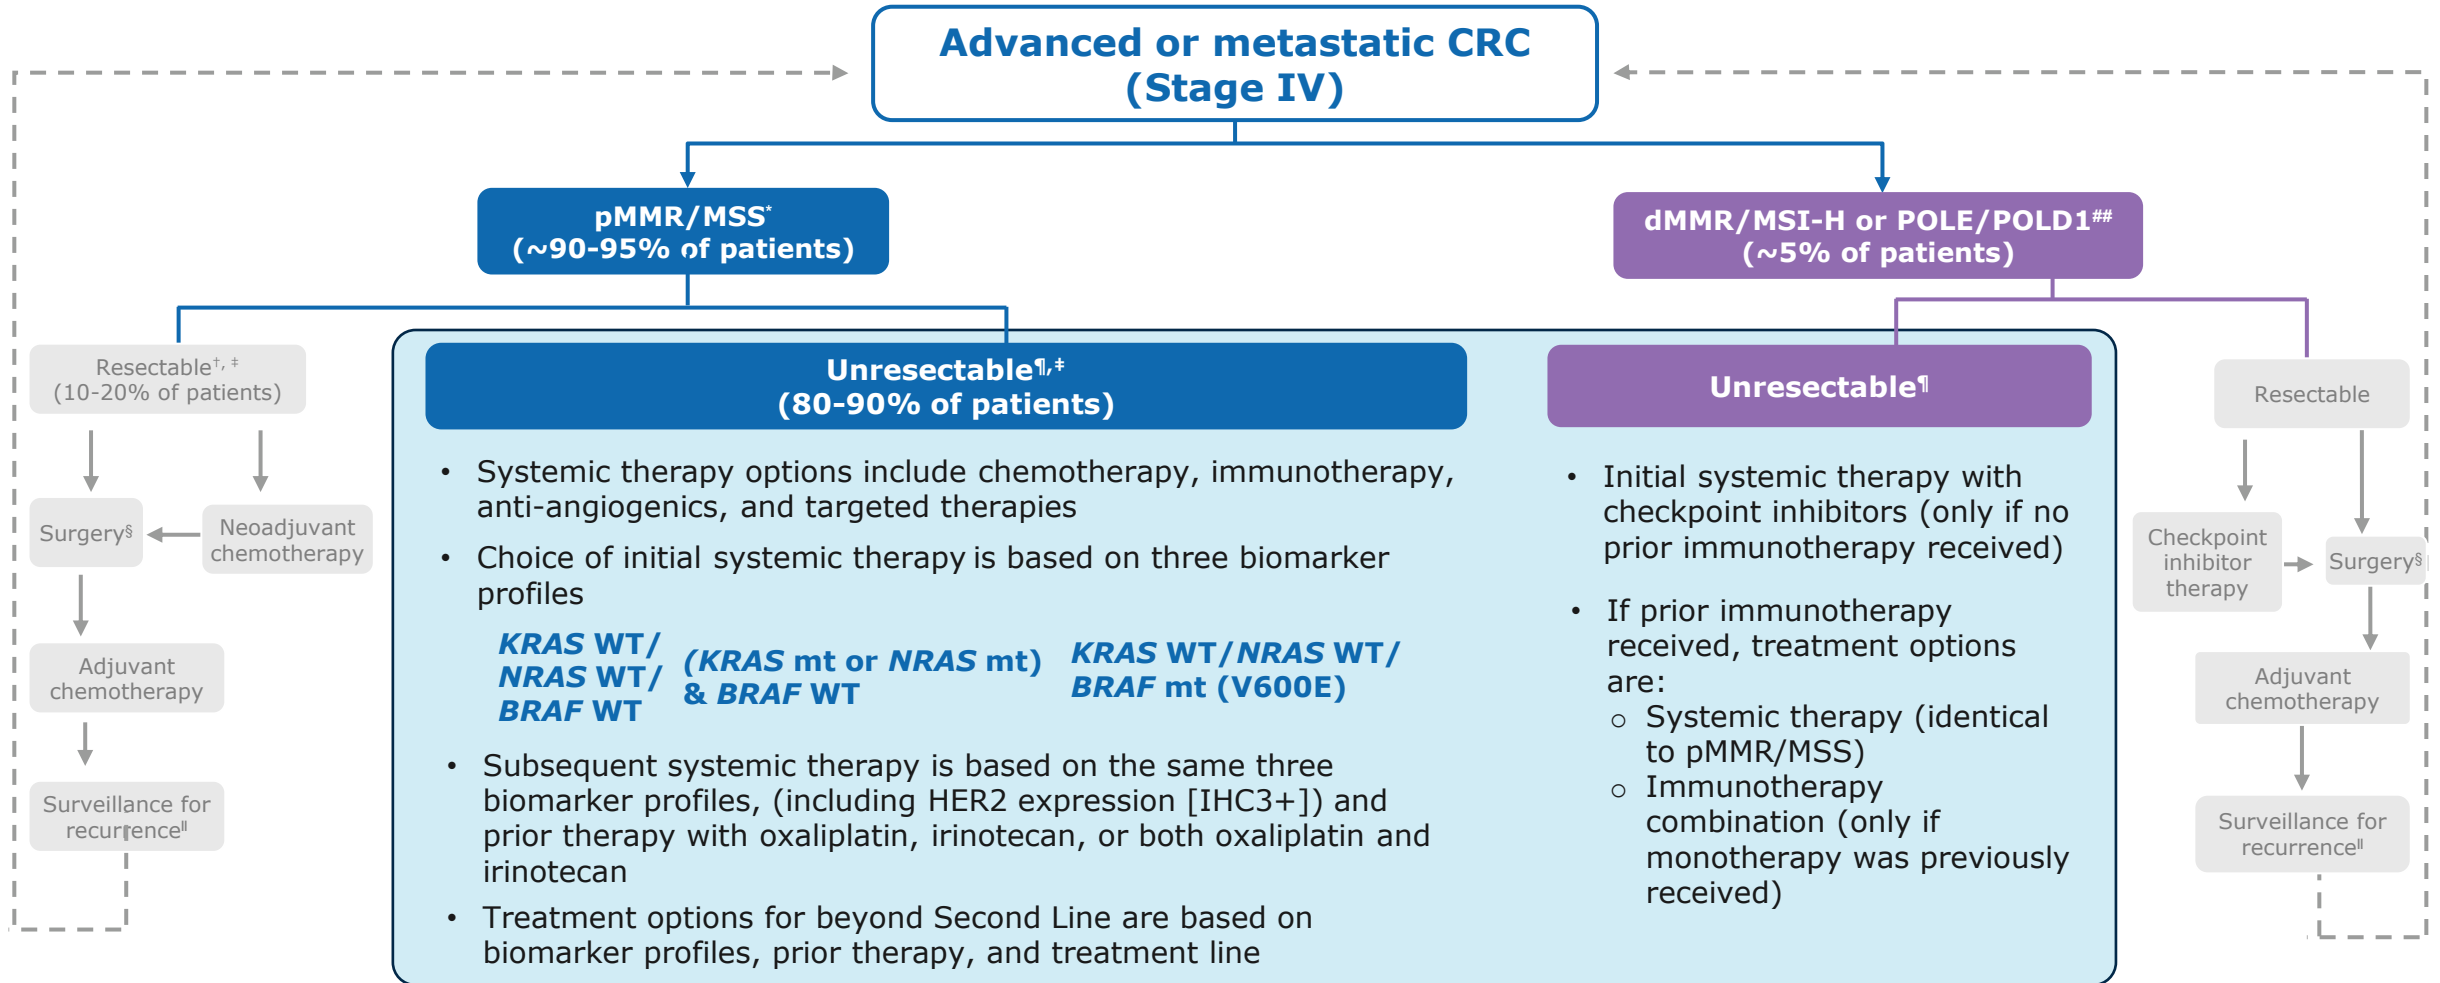 Advanced or metastatic CRC
(Stage IV)
pMMR/MSS*
(~90-95% of patients)
dMMR/MSI-H or POLE/POLD1##
(~5% of patients)
Resectable†, ‡
(10-20% of patients)
Surgery§
Neoadjuvant
chemotherapy
Adjuvant
chemotherapy
Surveillance for
recurrence‖
Unresectable¶,‡
(80-90% of patients)
• Systemic therapy options include chemotherapy, immunotherapy,
anti-angiogenics, and targeted therapies
• Choice of initial systemic therapy is based on three biomarker
profiles
KRAS WT/
NRAS WT/
BRAF WT
(KRAS mt or NRAS mt)
& BRAF WT
KRAS WT/NRAS WT/
BRAF mt (V600E)
• Subsequent systemic therapy is based on the same three
biomarker profiles, (including HER2 expression [IHC3+]) and
prior therapy with oxaliplatin, irinotecan, or both oxaliplatin and
irinotecan
• Treatment options for beyond Second Line are based on
biomarker profiles, prior therapy, and treatment line
Unresectable¶
• Initial systemic therapy with
checkpoint inhibitors (only if no
prior immunotherapy received)
• If prior immunotherapy
received, treatment options
are:
○ Systemic therapy (identical
to pMMR/MSS)
○ Immunotherapy
combination (only if
monotherapy was previously
received)
Resectable
Checkpoint
inhibitor
therapy
Surgery§
Adjuvant
chemotherapy
Surveillance for
recurrence‖